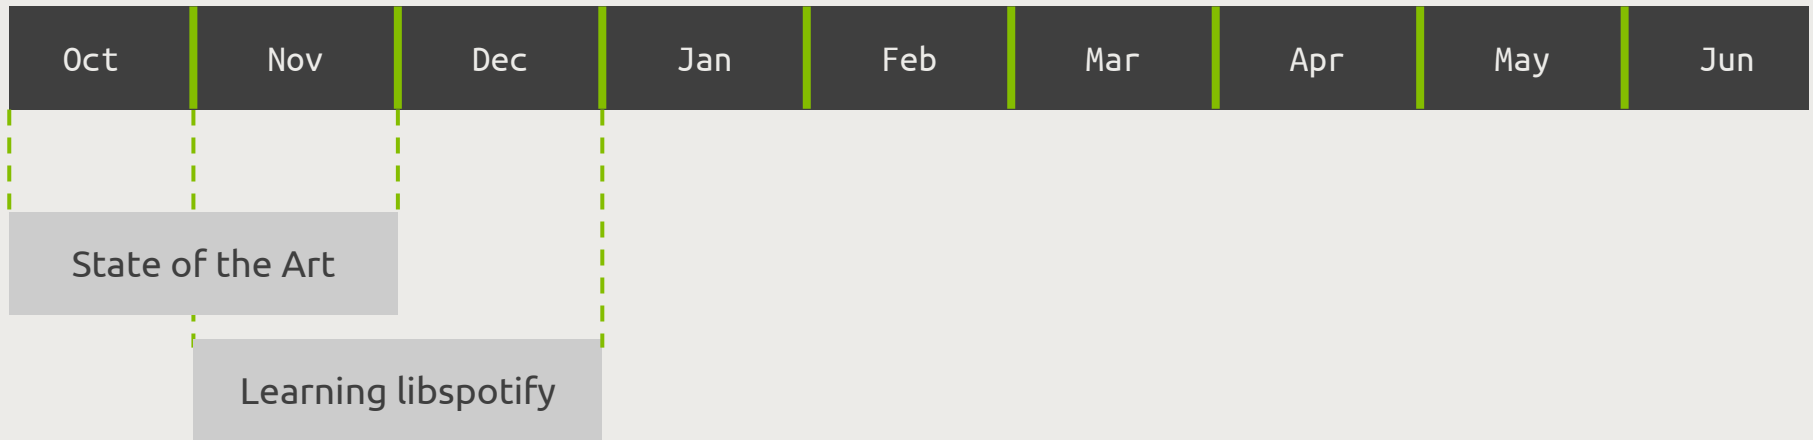 Oct Nov Dec Jan Feb Mar Apr May Jun
State of the Art
Learning libspotify